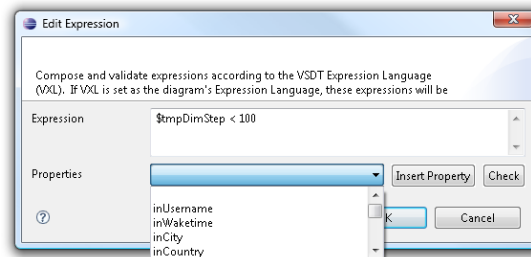 Edit Expression
Compose and validate expressions according to the VSDT Expression Language
(VXL). If VXL is set as the diagram's Expression Language, these expressions will be
Expression
$tmpDimStep < 100
Properties
Insert Property
Check
inUsername
inWaketime
inCity
inCountry
K
Cancel